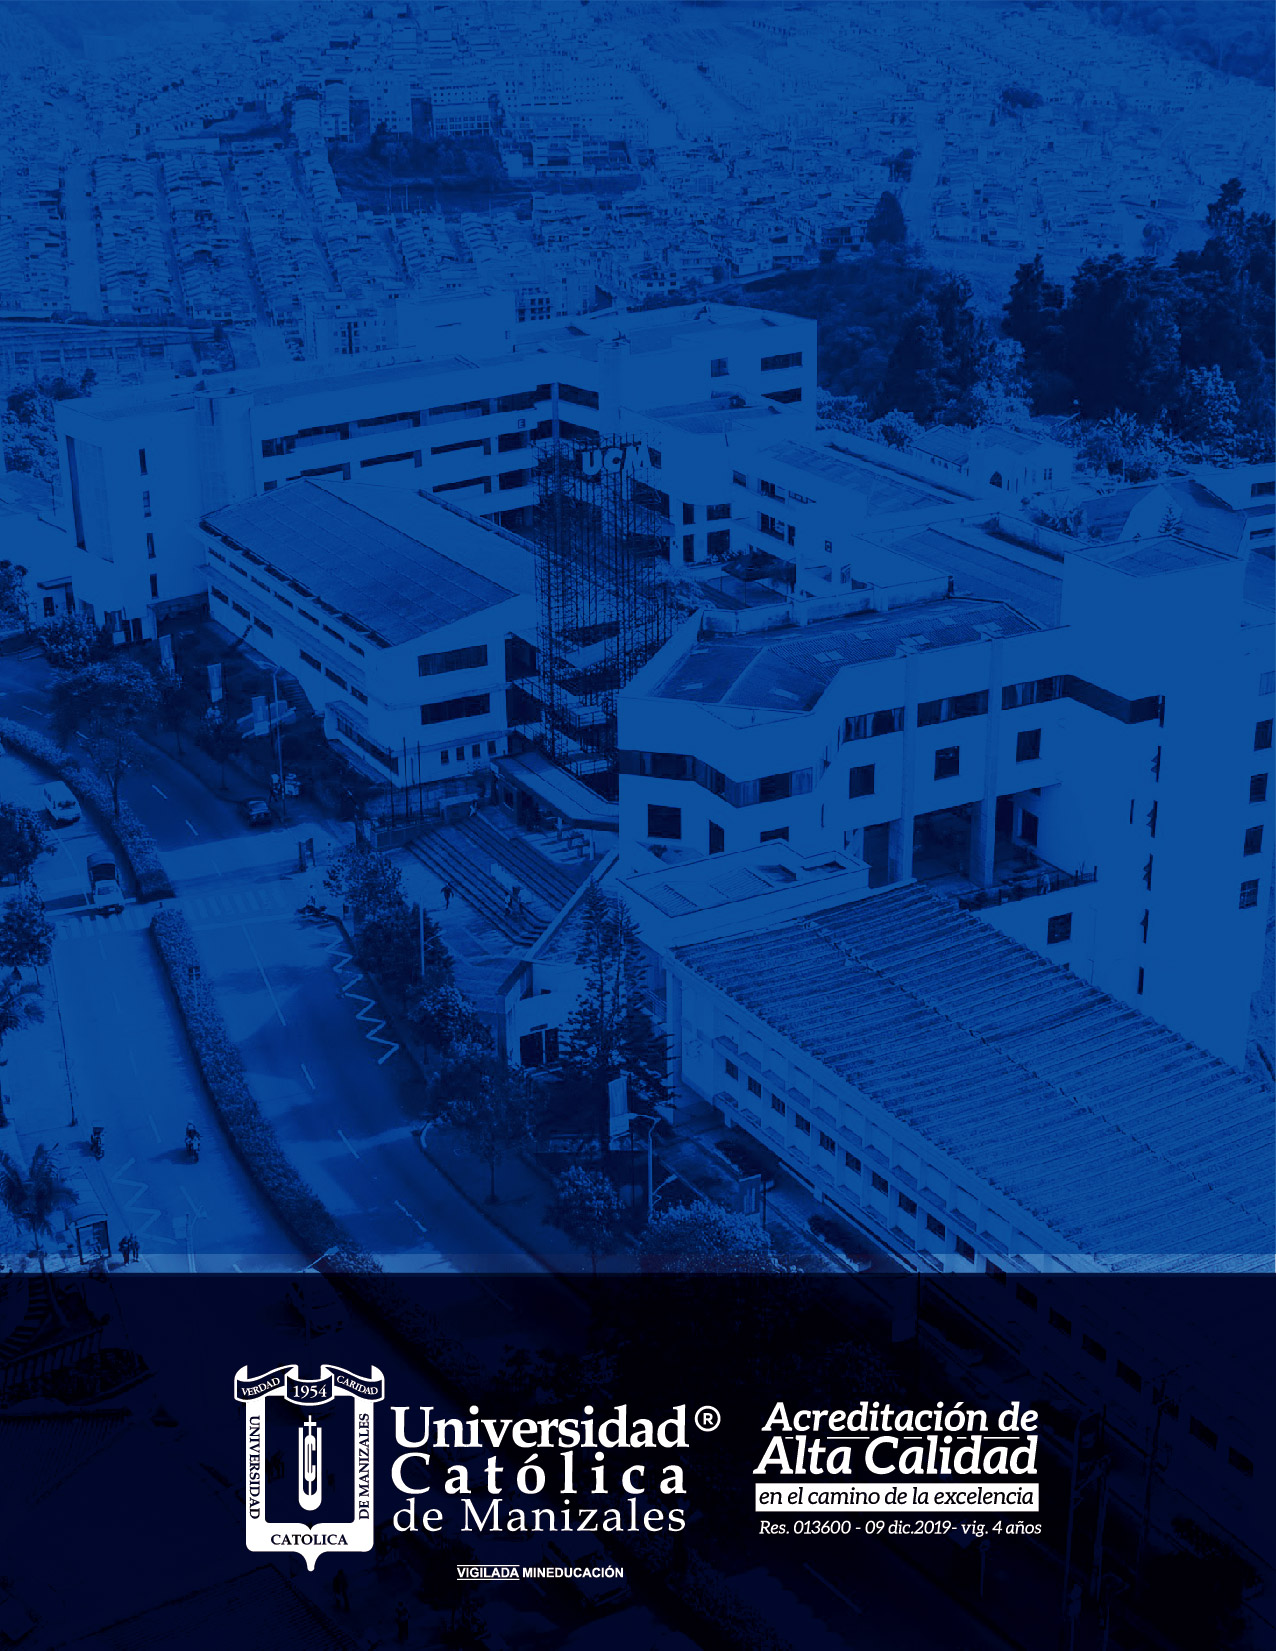 UCM
VERDAD 1954 CARIDAD
UNIVERSIDAD
DE MANIZALES
CATOLICA
Universidad®
Católica
de Manizales
VIGILADA MINEDUCACIÓN
Acreditación de
Alta Calidad
en el camino de la excelencia
Res. 013600 - 09 dic.2019- vig. 4 años